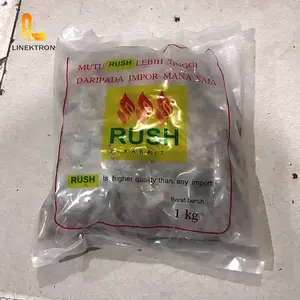 LINEKTRON
MUTU RUSH LEBIH TINGGI
DARIPADA IMPOR MANA SAJA
RUSH
KARBIT
RUSH is higher quality than any import
Berat bersih
1 kg